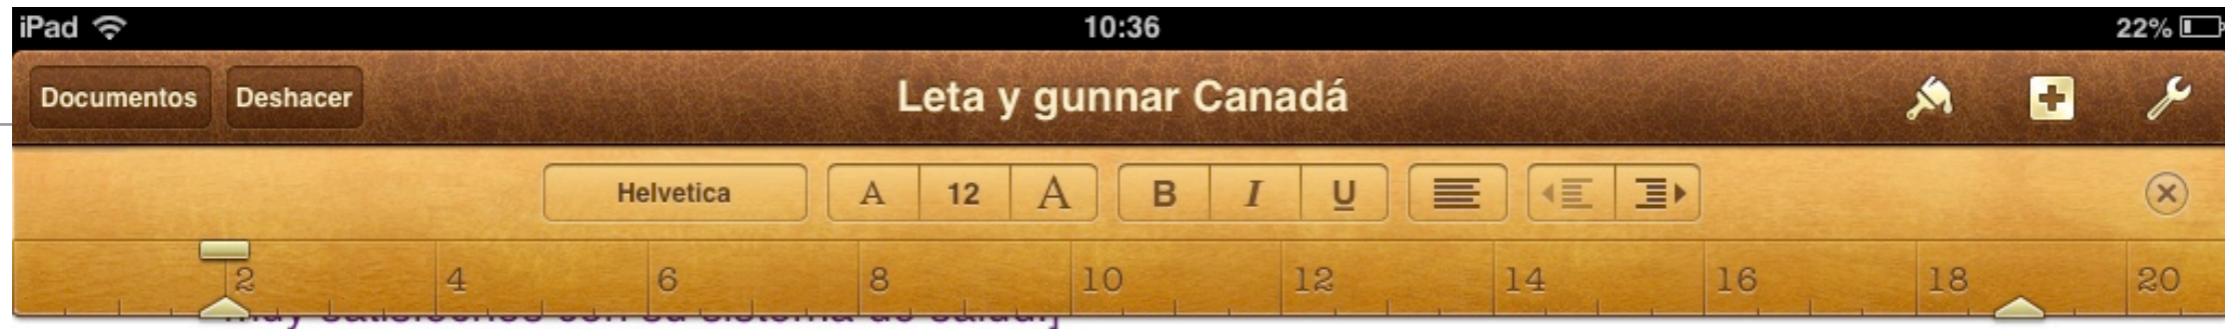 iPad 10:36 22%
Documentos Deshacer Leta y gunnar Canadá
Helvetica A 12 A B I U
2 4 6 8 10 12 14 16 18 20